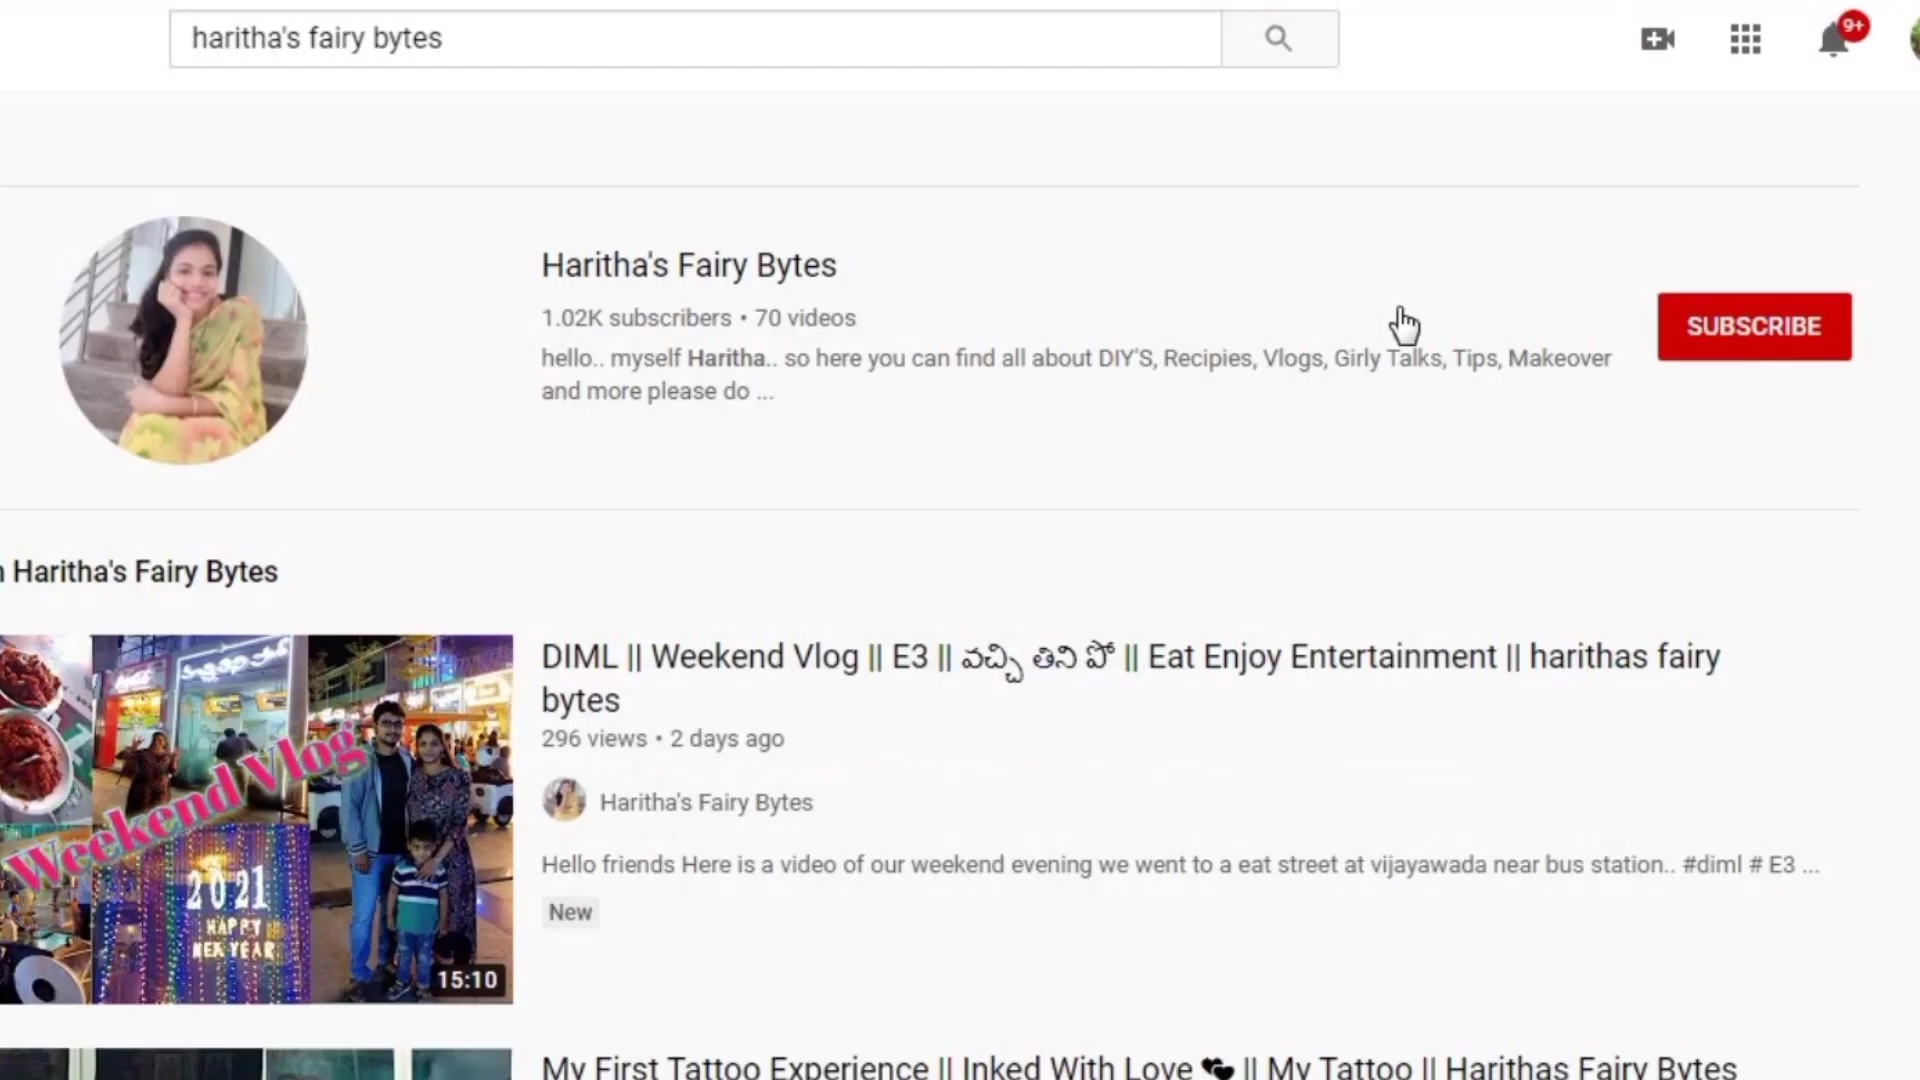 haritha's fairy bytes
9+
Haritha's Fairy Bytes
1.02K subscribers • 70 videos
SUBSCRIBE
hello.. myself Haritha.. so here you can find all about DIY'S, Recipies, Vlogs, Girly Talks, Tips, Makeover
and more please do ...
Haritha's Fairy Bytes
DIML || Weekend Vlog || E3 || వచ్చి తిని పో || Eat Enjoy Entertainment || harithas fairy
bytes
296 views • 2 days ago
Weekend Vlog
Haritha's Fairy Bytes
Hello friends Here is a video of our weekend evening we went to a eat street at vijayawada near bus station.. #diml # E3 ...
2021
HAPPY
NEW YEAR
New
15:10
My First Tattoo Experience || Inked With Love || My Tattoo || Harithas Fairy Bytes